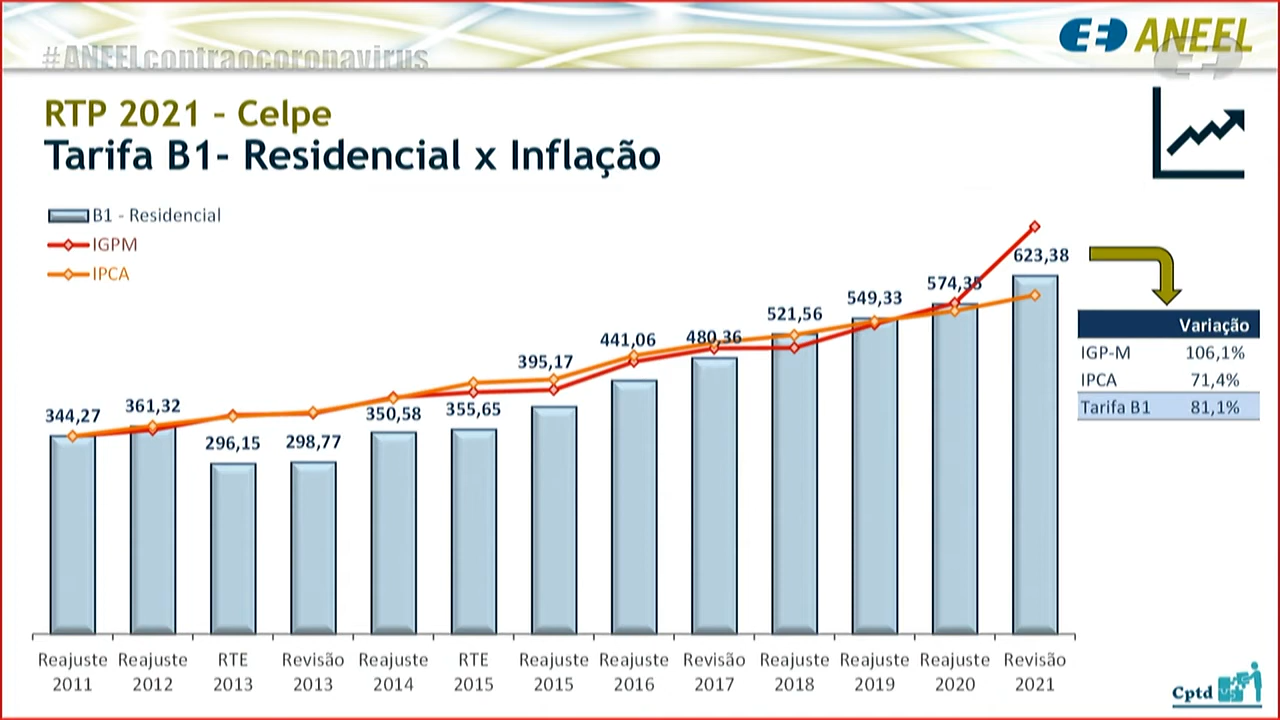 #ANEELcontraocoronavirus
ANEEL
RTP 2021 - Celpe
Tarifa B1- Residencial x Inflação
B1 - Residencial
IGPM
IPCA
344,27
361,32
296,15
298,77
350,58
355,65
395,17
441,06
480,36
521,56
549,33
574,35
623,38
Variação
IGP-M 106,1%
IPCA 71,4%
Tarifa B1 81,1%
Reajuste 2011
Reajuste 2012
RTE 2013
Revisão 2013
Reajuste 2014
RTE 2015
Reajuste 2015
Reajuste 2016
Revisão 2017
Reajuste 2018
Reajuste 2019
Reajuste 2020
Revisão 2021
Cptd